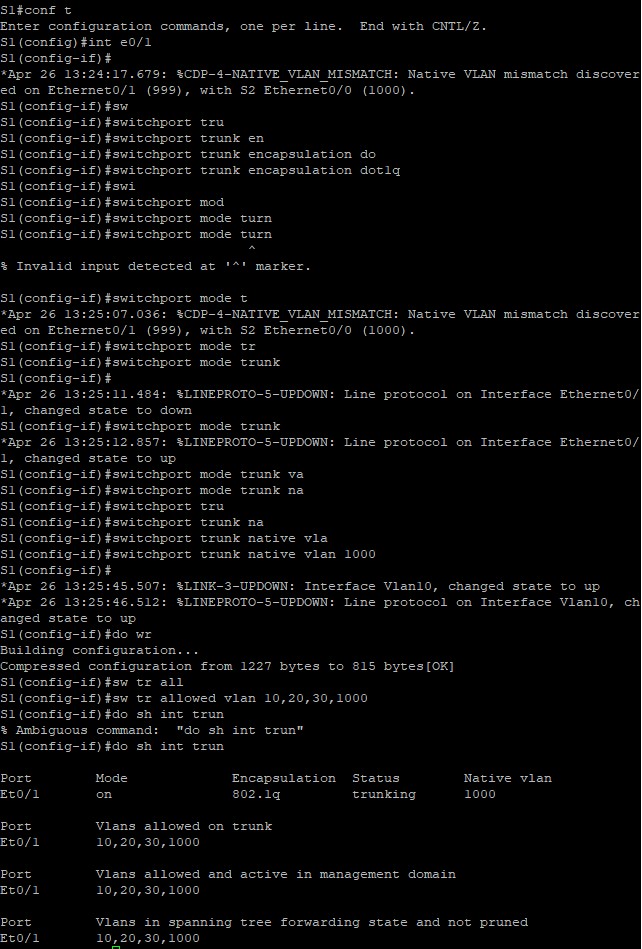 S1#conf t
Enter configuration commands, one per line.  End with CNTL/Z.
S1(config)#int e0/1
S1(config-if)#
*Apr 26 13:24:17.679: %CDP-4-NATIVE_VLAN_MISMATCH: Native VLAN mismatch discover
ed on Ethernet0/1 (999), with S2 Ethernet0/0 (1000).
S1(config-if)#sw
S1(config-if)#switchport tru
S1(config-if)#switchport trunk en
S1(config-if)#switchport trunk encapsulation do
S1(config-if)#switchport trunk encapsulation dot1q
S1(config-if)#swi
S1(config-if)#switchport mod
S1(config-if)#switchport mode turn
S1(config-if)#switchport mode turn
^
% Invalid input detected at '^' marker.
S1(config-if)#switchport mode t
*Apr 26 13:25:07.036: %CDP-4-NATIVE_VLAN_MISMATCH: Native VLAN mismatch discover
ed on Ethernet0/1 (999), with S2 Ethernet0/0 (1000).
S1(config-if)#switchport mode tr
S1(config-if)#switchport mode trunk
S1(config-if)#
*Apr 26 13:25:11.484: %LINEPROTO-5-UPDOWN: Line protocol on Interface Ethernet0/
1, changed state to down
S1(config-if)#switchport mode trunk
*Apr 26 13:25:12.857: %LINEPROTO-5-UPDOWN: Line protocol on Interface Ethernet0/
1, changed state to up
S1(config-if)#switchport mode trunk va
S1(config-if)#switchport mode trunk na
S1(config-if)#switchport tru
S1(config-if)#switchport trunk na
S1(config-if)#switchport trunk native vla
S1(config-if)#switchport trunk native vlan 1000
S1(config-if)#
*Apr 26 13:25:45.507: %LINK-3-UPDOWN: Interface Vlan10, changed state to up
*Apr 26 13:25:46.512: %LINEPROTO-5-UPDOWN: Line protocol on Interface Vlan10, ch
anged state to up
S1(config-if)#do wr
Building configuration...
Compressed configuration from 1227 bytes to 815 bytes[OK]
S1(config-if)#sw tr all
S1(config-if)#sw tr allowed vlan 10,20,30,1000
S1(config-if)#do sh int trun
% Ambiguous command:  "do sh int trun"
S1(config-if)#do sh int trun
Port        Mode             Encapsulation  Status        Native vlan
Et0/1       on               802.1q         trunking      1000
Port        Vlans allowed on trunk
Et0/1       10,20,30,1000
Port        Vlans allowed and active in management domain
Et0/1       10,20,30,1000
Port        Vlans in spanning tree forwarding state and not pruned
Et0/1       10,20,30,1000